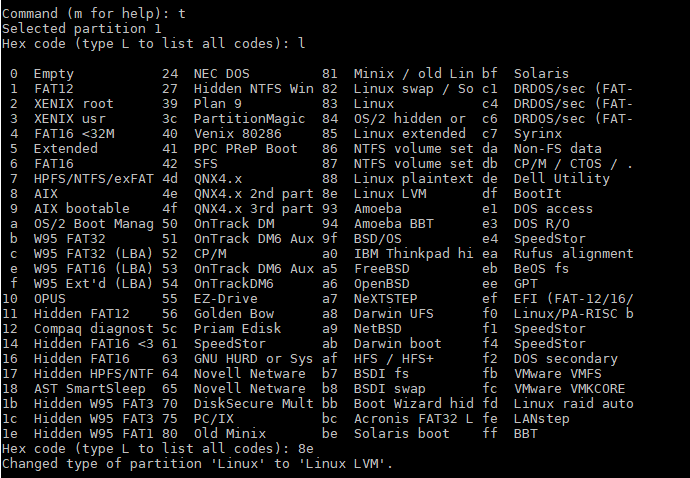 Command (m for help): t
Selected partition 1
Hex code (type L to list all codes): l
0 Empty 24 NEC DOS 81 Minix / old Lin bf Solaris
1 FAT12 27 Hidden NTFS Win 82 Linux swap / So c1 DRDOS/sec (FAT-
2 XENIX root 39 Plan 9 83 Linux c4 DRDOS/sec (FAT-
3 XENIX usr 3c PartitionMagic 84 OS/2 hidden or c6 DRDOS/sec (FAT-
4 FAT16 <32M 40 Venix 80286 85 Linux extended c7 Syrinx
5 Extended 41 PPC PReP Boot 86 NTFS volume set da Non-FS data
6 FAT16 42 SFS 87 NTFS volume set db CP/M / CTOS / .
7 HPFS/NTFS/exFAT 4d QNX4.x 88 Linux plaintext de Dell Utility
8 AIX 4e QNX4.x 2nd part 8e Linux LVM df BootIt
9 AIX bootable 4f QNX4.x 3rd part 93 Amoeba e1 DOS access
a OS/2 Boot Manag 50 OnTrack DM 94 Amoeba BBT e3 DOS R/O
b W95 FAT32 51 OnTrack DM6 Aux 9f BSD/OS e4 SpeedStor
c W95 FAT32 (LBA) 52 CP/M a0 IBM Thinkpad hi ea Rufus alignment
e W95 FAT16 (LBA) 53 OnTrack DM6 Aux a5 FreeBSD eb BeOS fs
f W95 Ext'd (LBA) 54 OnTrackDM6 a6 OpenBSD ee GPT
10 OPUS 55 EZ-Drive a7 NeXTSTEP ef EFI (FAT-12/16/
11 Hidden FAT12 56 Golden Bow a8 Darwin UFS f0 Linux/PA-RISC b
12 Compaq diagnost 5c Priam Edisk a9 NetBSD f1 SpeedStor
14 Hidden FAT16 <3 61 SpeedStor ab Darwin boot f4 SpeedStor
16 Hidden FAT16 63 GNU HURD or Sys af HFS / HFS+ f2 DOS secondary
17 Hidden HPFS/NTF 64 Novell Netware b7 BSDI fs fb VMware VMFS
18 AST SmartSleep 65 Novell Netware b8 BSDI swap fc VMware VMKCORE
1b Hidden W95 FAT3 70 DiskSecure Mult bb Boot Wizard hid fd Linux raid auto
1c Hidden W95 FAT3 75 PC/IX bc Acronis FAT32 L fe LANstep
1e Hidden W95 FAT1 80 Old Minix be Solaris boot ff BBT
Hex code (type L to list all codes): 8e
Changed type of partition 'Linux' to 'Linux LVM'.